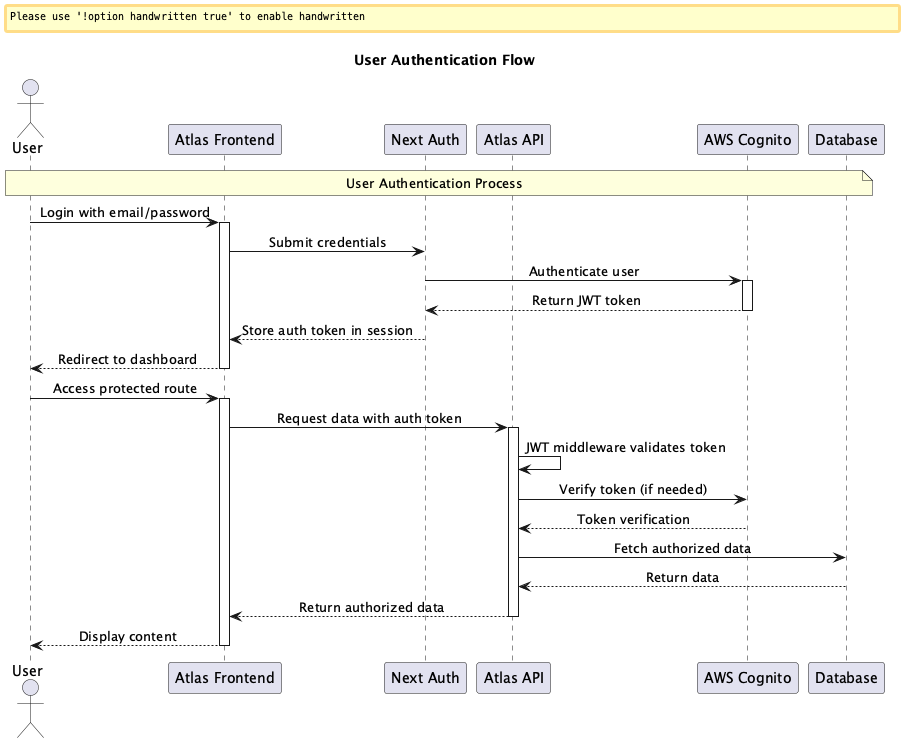 Please use '!option handwritten true' to enable handwritten
User Authentication Flow
User
Atlas Frontend
Next Auth
Atlas API
AWS Cognito
Database
User Authentication Process
Login with email/password
Submit credentials
Authenticate user
Return JWT token
Store auth token in session
Redirect to dashboard
Access protected route
Request data with auth token
JWT middleware validates token
Verify token (if needed)
Token verification
Fetch authorized data
Return data
Return authorized data
Display content
User
Atlas Frontend
Next Auth
Atlas API
AWS Cognito
Database